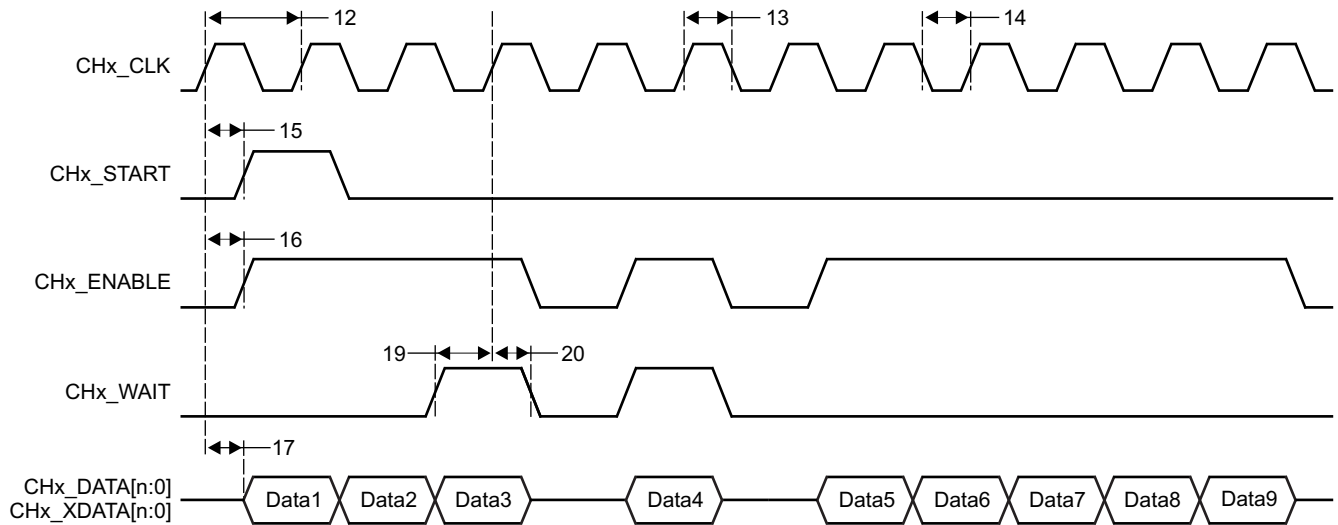 12
13
14
CHx_CLK
15
CHx_START
16
CHx_ENABLE
19
20
CHx_WAIT
17
CHx_DATA[n:0]
CHx_XDATA[n:0]
Data1 Data2 Data3 Data4 Data5 Data6 Data7 Data8 Data9